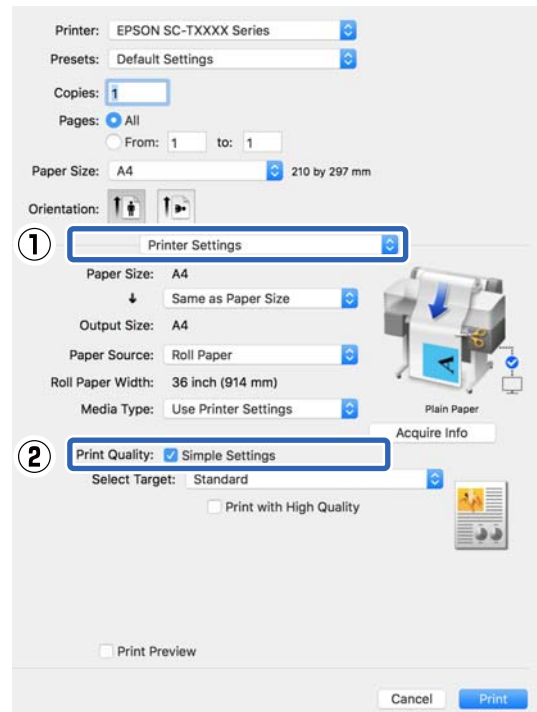 Printer: EPSON SC-TXXXX Series
Presets: Default Settings
Copies: 1
Pages: All
From: 1 to: 1
Paper Size: A4 210 by 297 mm
Orientation:
1 Printer Settings
Paper Size: A4
Same as Paper Size
Output Size: A4
Paper Source: Roll Paper
Roll Paper Width: 36 inch (914 mm)
Media Type: Use Printer Settings
A
Plain Paper
Acquire Info
2 Print Quality: Simple Settings
Select Target: Standard
Print with High Quality
Print Preview
Cancel Print